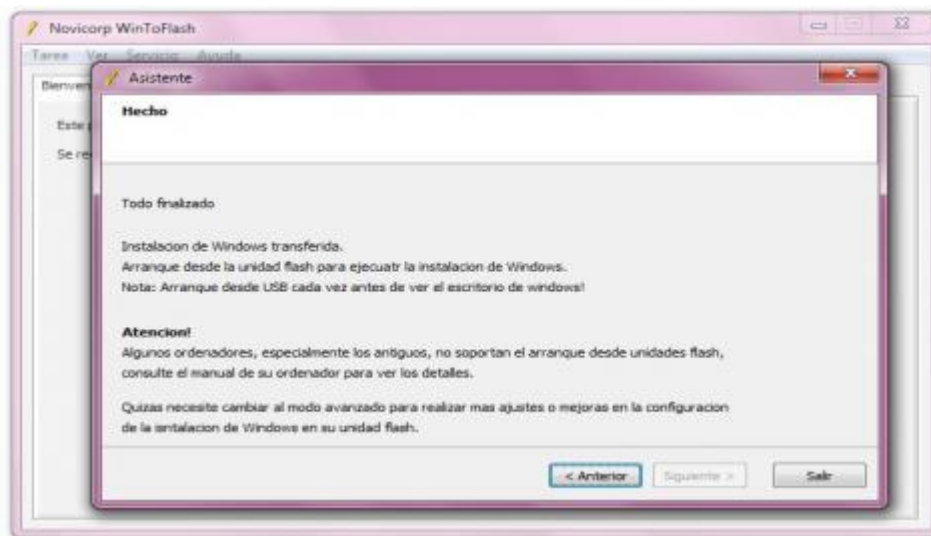 Novicorp WinToFlash
Tarea Ver Servicio Ayuda
Asistente
Hecho
Todo finalizado
Instalacion de Windows transferida.
Arranque desde la unidad flash para ejecuatr la instalacion de Windows.
Nota: Arranque desde USB cada vez antes de ver el escritorio de windows!
Atencion!
Algunos ordenadores, especialmente los antiguos, no soportan el arranque desde unidades flash,
consulte el manual de su ordenador para ver los detalles.
Quizas necesite cambiar al modo avanzado para realizar mas ajustes o mejoras en la configuracion
de la sntalacion de Windows en su unidad flash.
< Anterior Siguiente > Salir